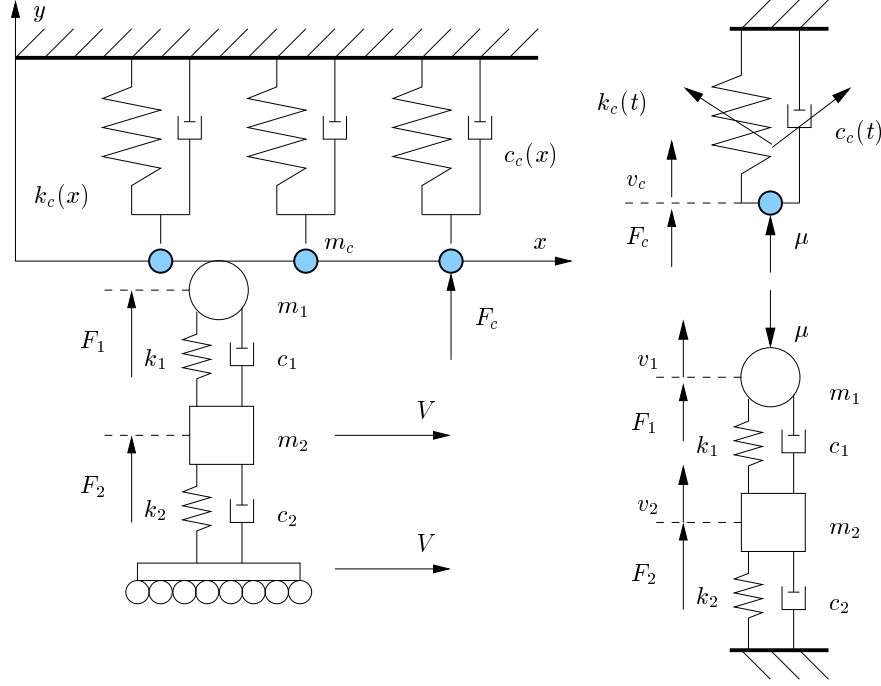 y
k_c(x)
c_c(x)
m_c
x
F_c
m_1
F_1
k_1
c_1
V
m_2
F_2
k_2
c_2
V
k_c(t)
c_c(t)
v_c
F_c
μ
μ
v_1
m_1
F_1
k_1
c_1
v_2
m_2
F_2
k_2
c_2